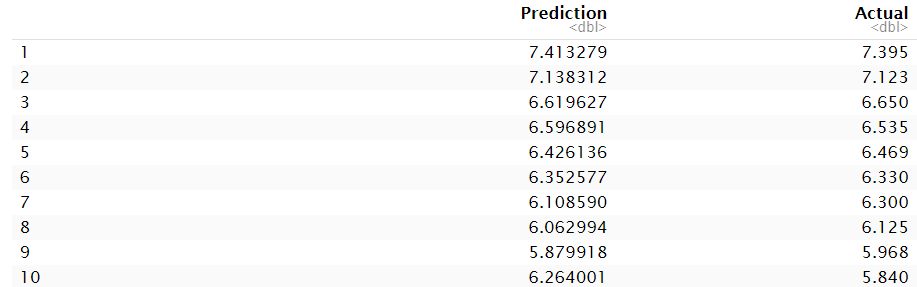 Prediction Actual
<dbl> <dbl>
1 7.413279 7.395
2 7.138312 7.123
3 6.619627 6.650
4 6.596891 6.535
5 6.426136 6.469
6 6.352577 6.330
7 6.108590 6.300
8 6.062994 6.125
9 5.879918 5.968
10 6.264001 5.840